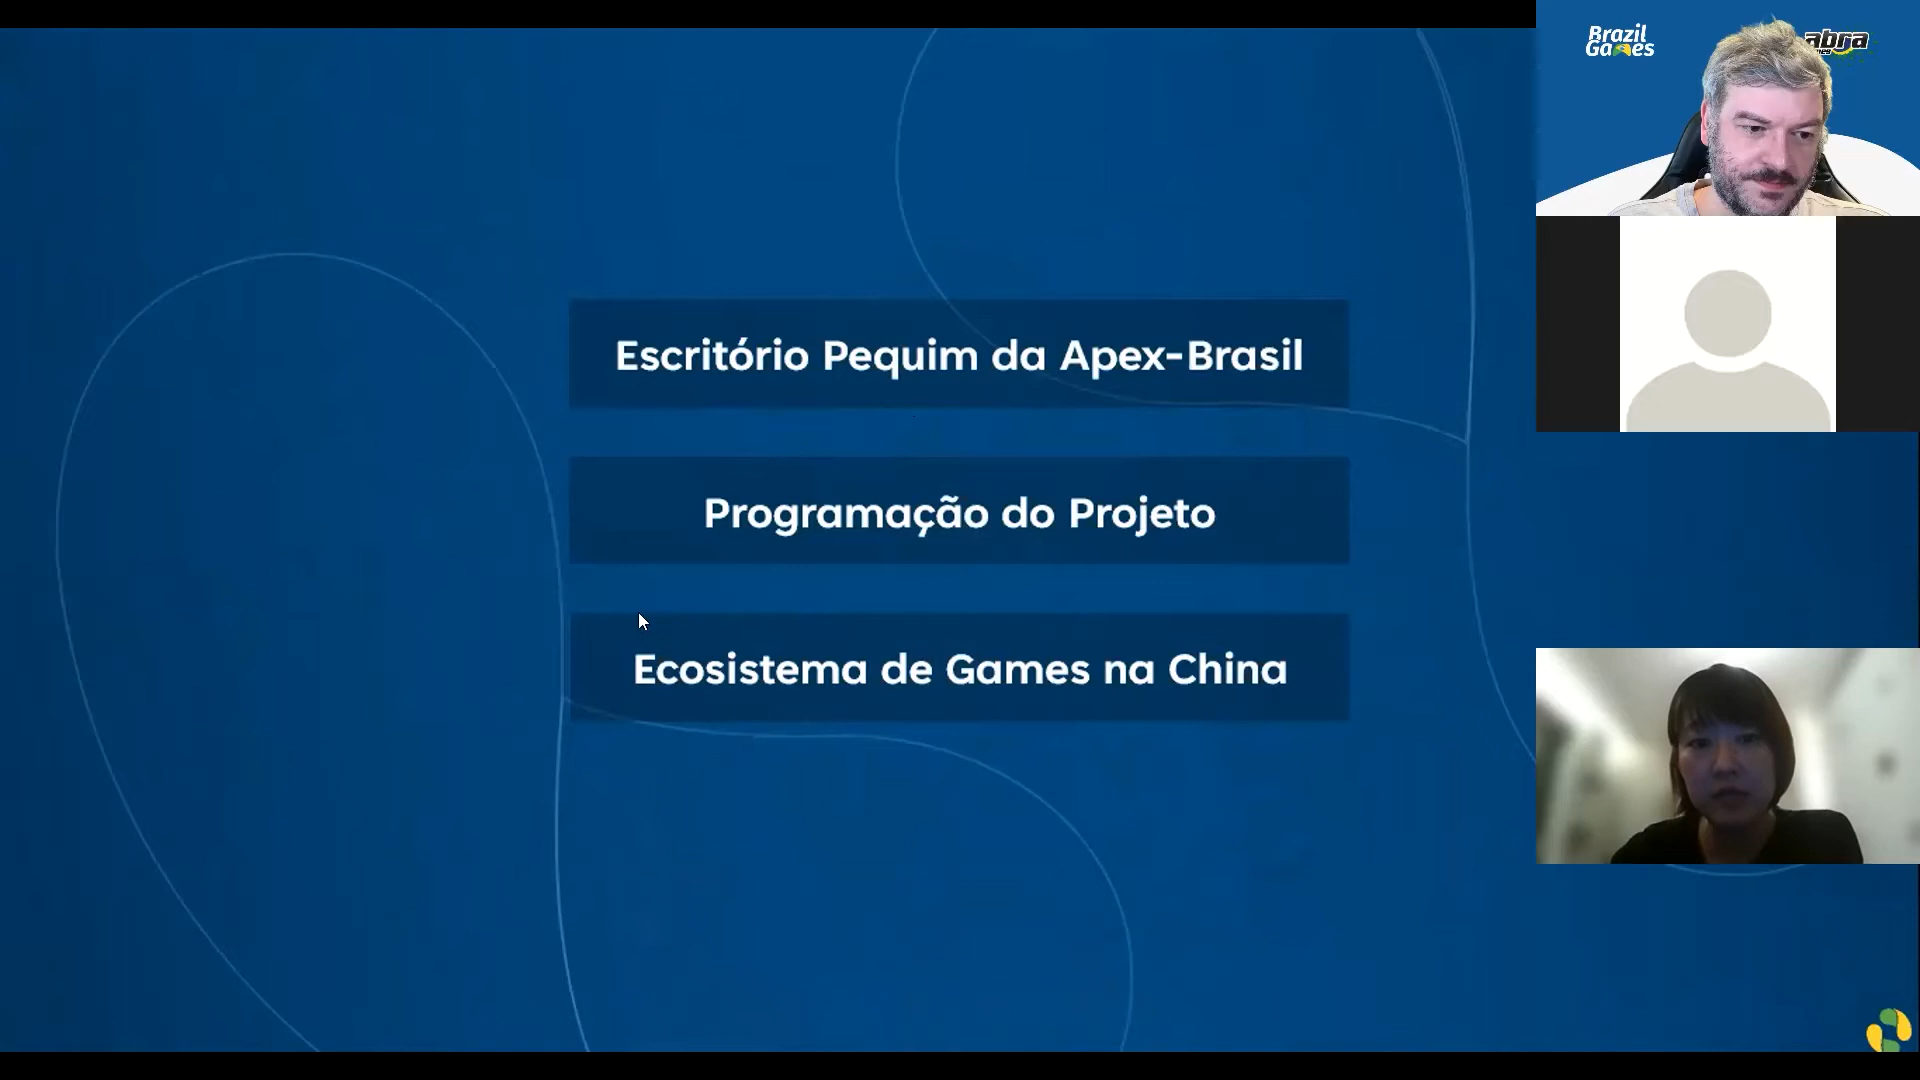 Escritório Pequim da Apex-Brasil
Programação do Projeto
Ecosistema de Games na China
Brazil
Games
abra